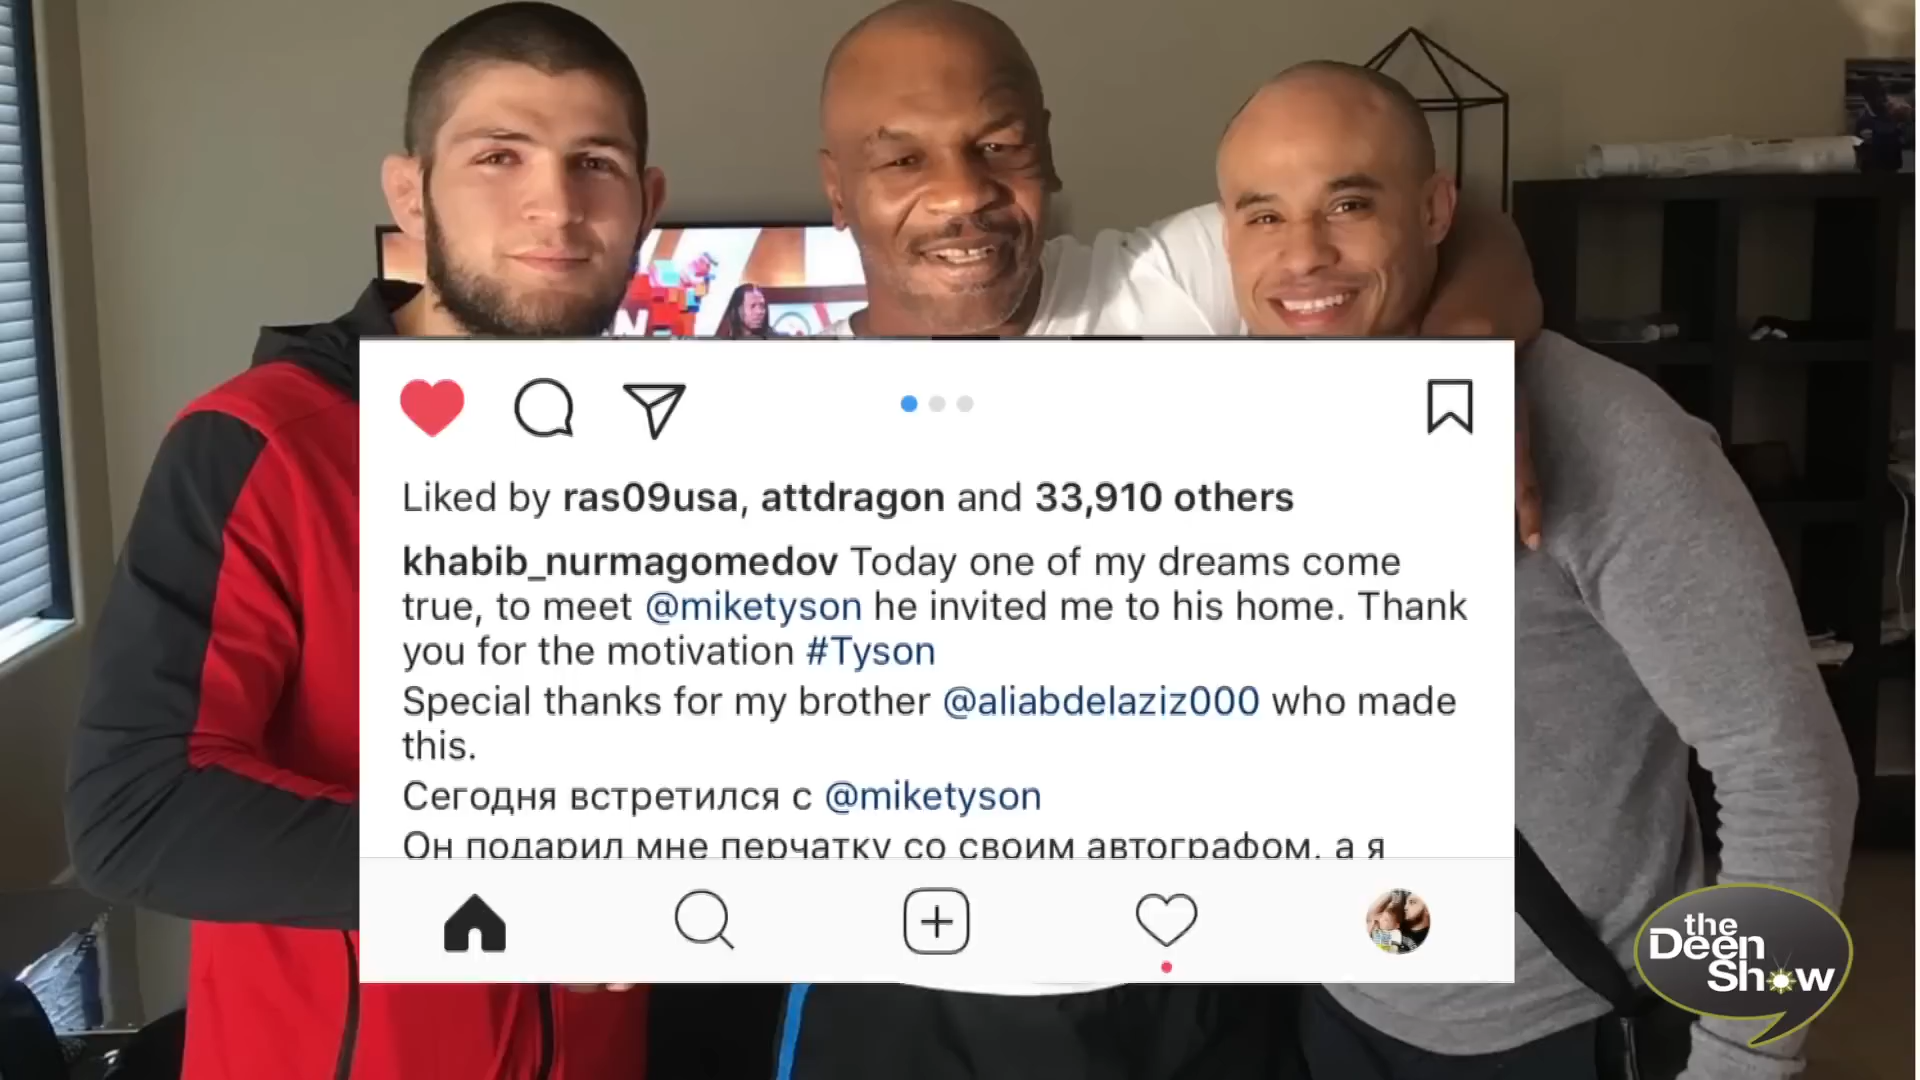 N
Liked by ras09usa, attdragon and 33,910 others
khabib_nurmagomedov Today one of my dreams come
true, to meet @miketyson he invited me to his home. Thank
you for the motivation #Tyson
Special thanks for my brother @aliabdelaziz000 who made
this.
Сегодня встретился с @miketyson
Он подарил мне перчатку со своим автографом, а я
the
Deen
Show